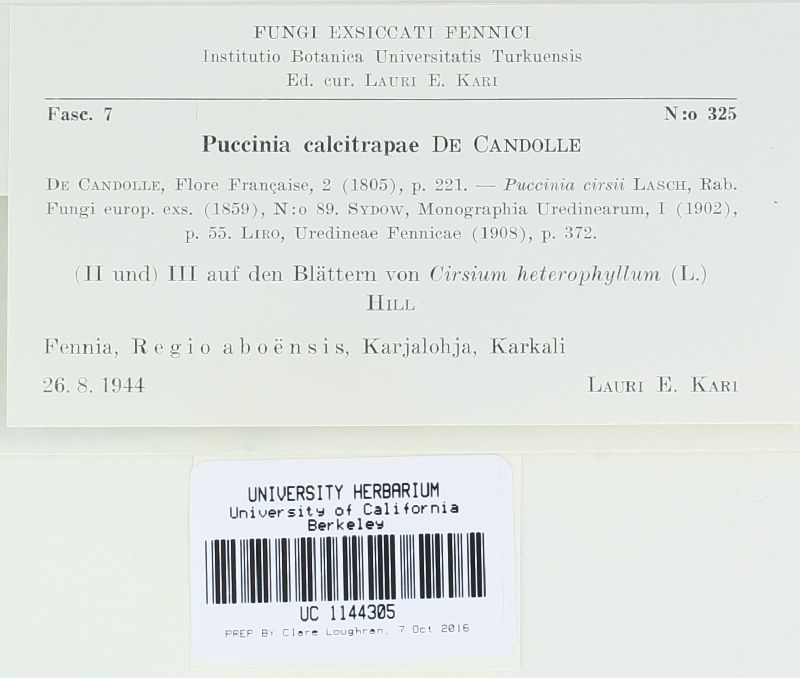 FUNGI EXSICCATI FENNICI
Institutio Botanica Universitatis Turkuensis
Ed. cur. LAURI E. KARI
Fasc. 7 N:o 325
Puccinia calcitrapae DE CANDOLLE
DE CANDOLLE, Flore Française, 2 (1805), p. 221. — Puccinia cirsii LASCH, Rab.
Fungi europ. exs. (1859), N:o 89. SYDOW, Monographia Uredinearum, I (1902),
p. 55. LIRO, Uredineae Fennicae (1908), p. 372.
(II und) III auf den Blättern von Cirsium heterophyllum (L.)
HILL
Fennia, Regio aboënsis, Karjalohja, Karkali
26. 8. 1944 LAURI E. KARI
UNIVERSITY HERBARIUM
University of California
Berkeley
UC 1144305
PREP BY Clare Loughran, 7 Oct 2016